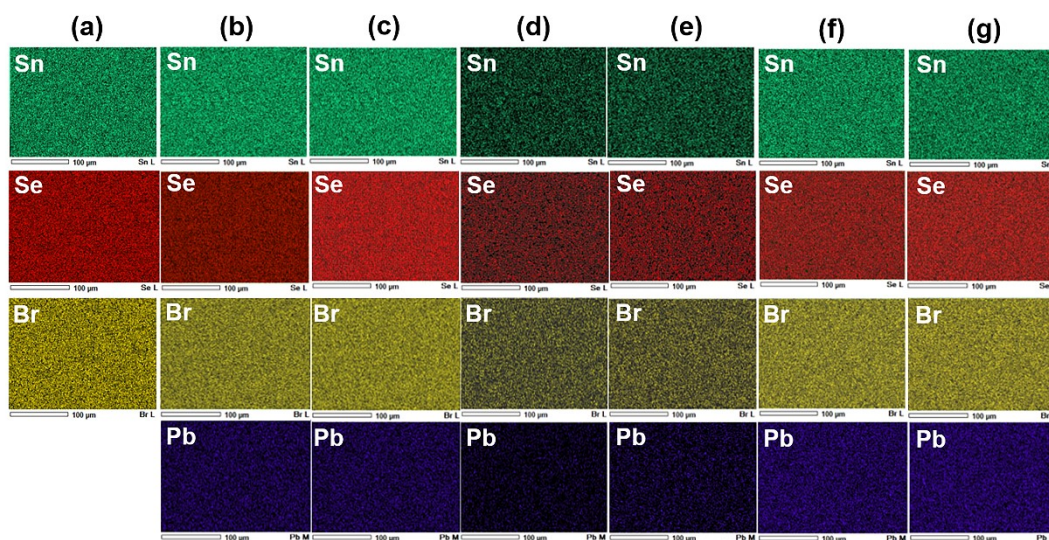 (a) (b) (c) (d) (e) (f) (g)
Sn Sn Sn Sn Sn Sn Sn
100 µm Sn L 100 µm Sn L 100 µm Sn L 100 µm Sn L 100 µm Sn L 100 µm Sn L 100 µm Sn L
Se Se Se Se Se Se Se
100 µm Se L 100 µm Se L 100 µm Se L 100 µm Se L 100 µm Se L 100 µm Se L 100 µm Se
Br Br Br Br Br Br Br
100 µm Br L 100 µm Br L 100 µm Br L 100 µm Br L 100 µm Br L 100 µm Br L 100 µm Br
Pb Pb Pb Pb Pb Pb
100 µm Pb M 100 µm Pb M 100 µm Pb M 100 µm Pb M 100 µm Pb M 100 µm Pb